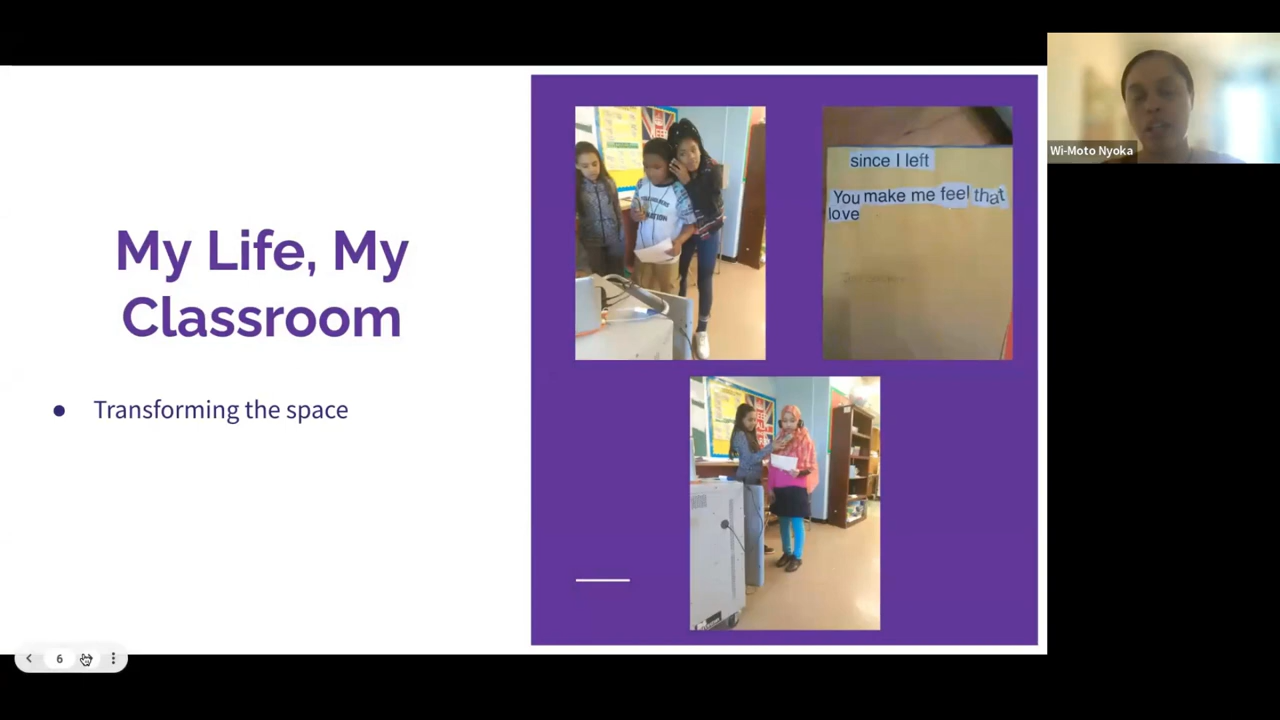 My Life, My
Classroom
● Transforming the space
since I left
You make me feel that
love
Wi-Moto Nyoka
6